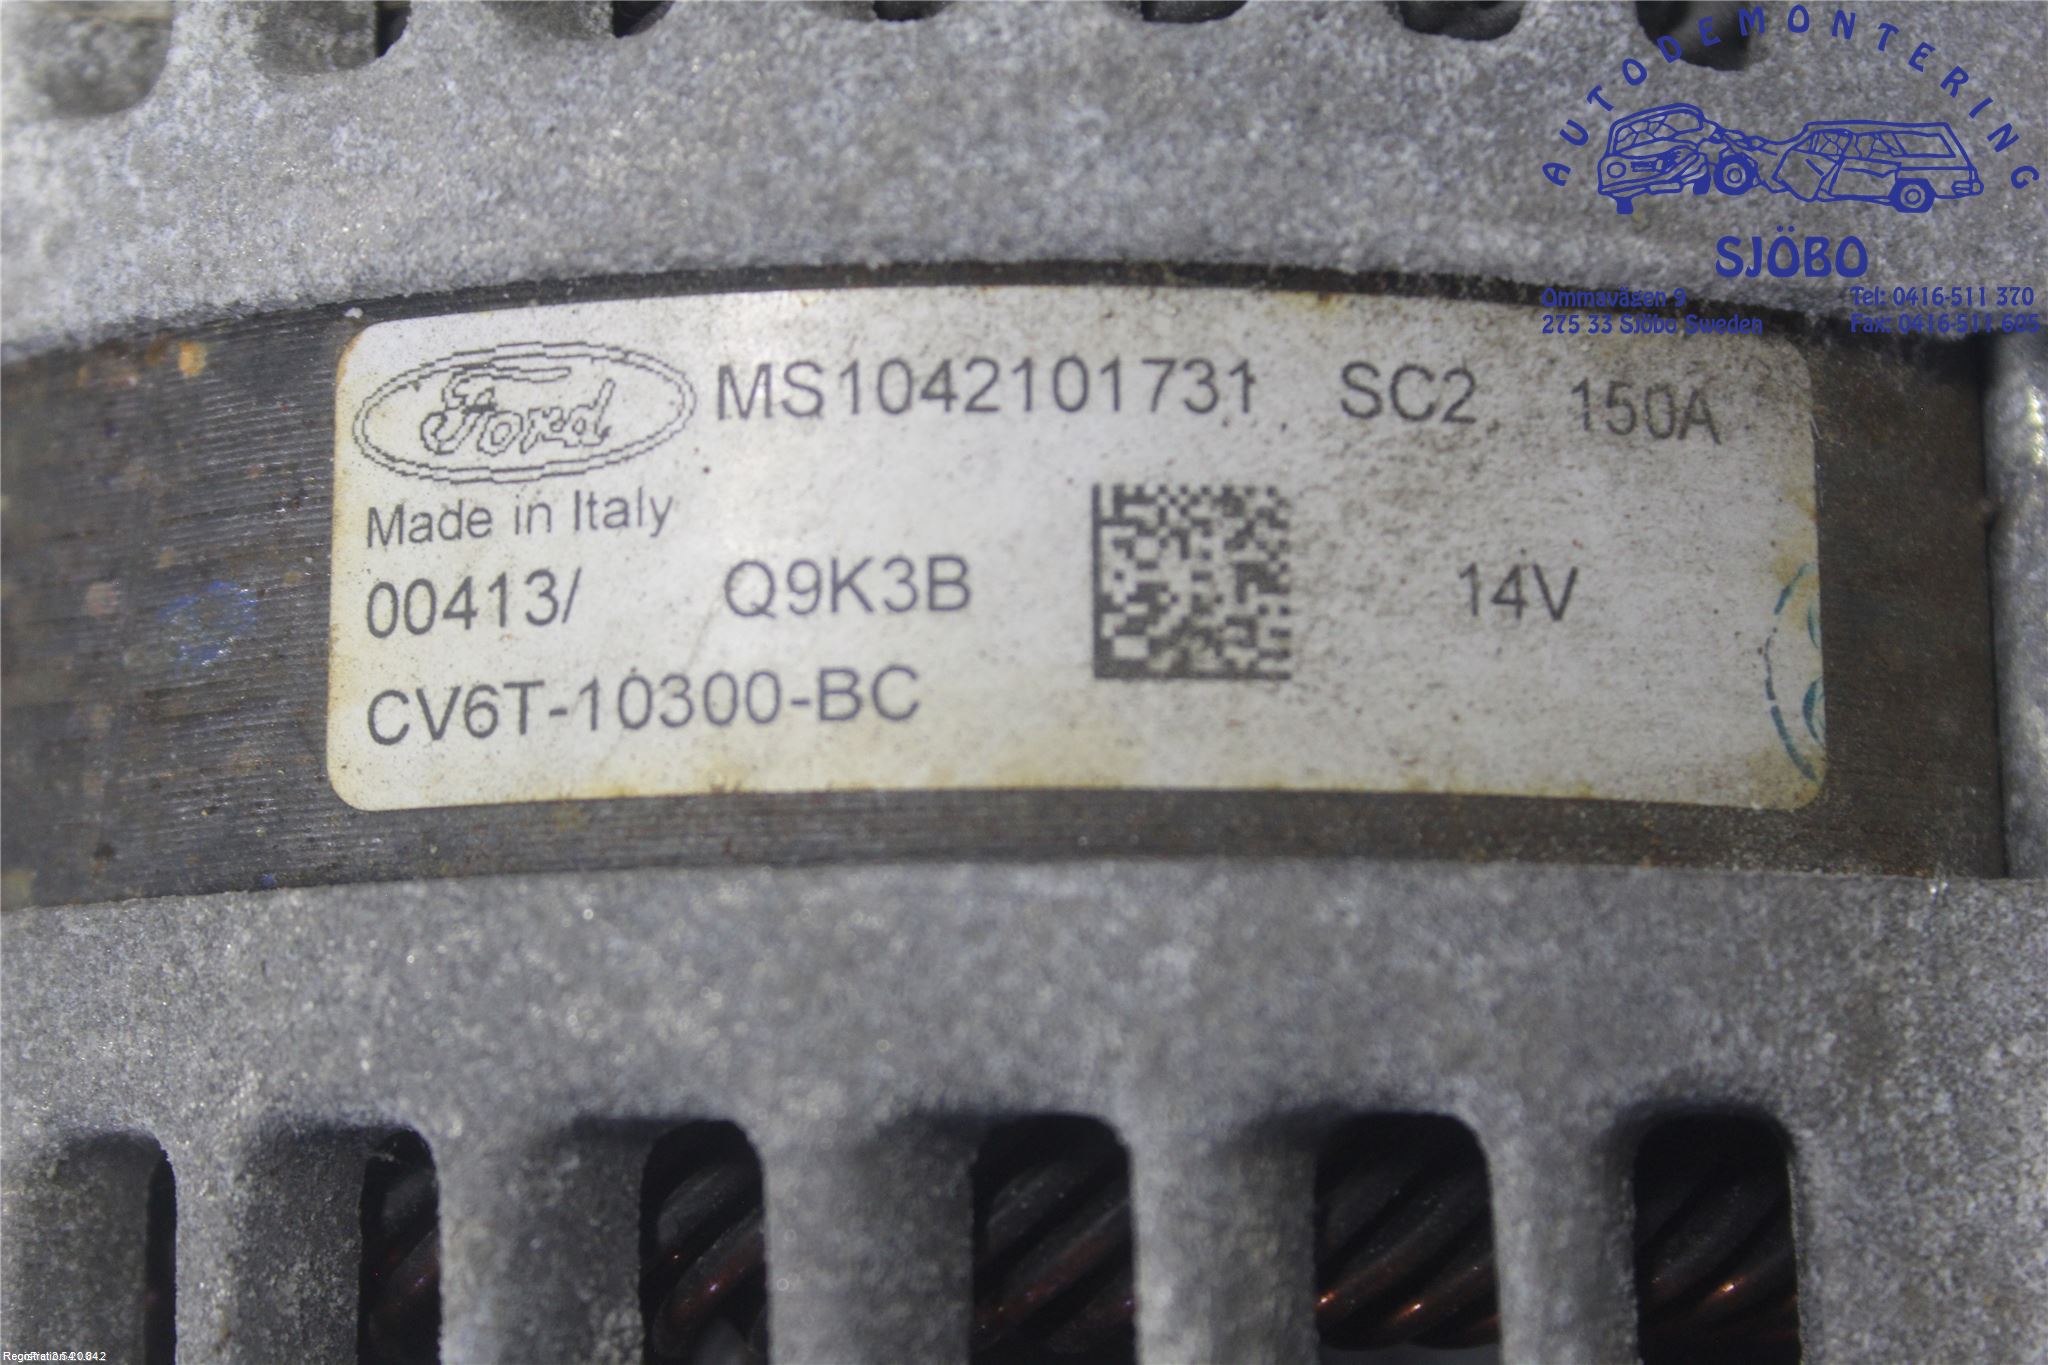 AUTODEMONTERING
SJÖBO
Ommavägen 9
275 33 Sjöbo Sweden
Tel: 0416-511 370
Fax: 0416-511 605
Ford MS1042101731 SC2 150A
Made in Italy
00413/ Q9K3B 14V
CV6T-10300-BC